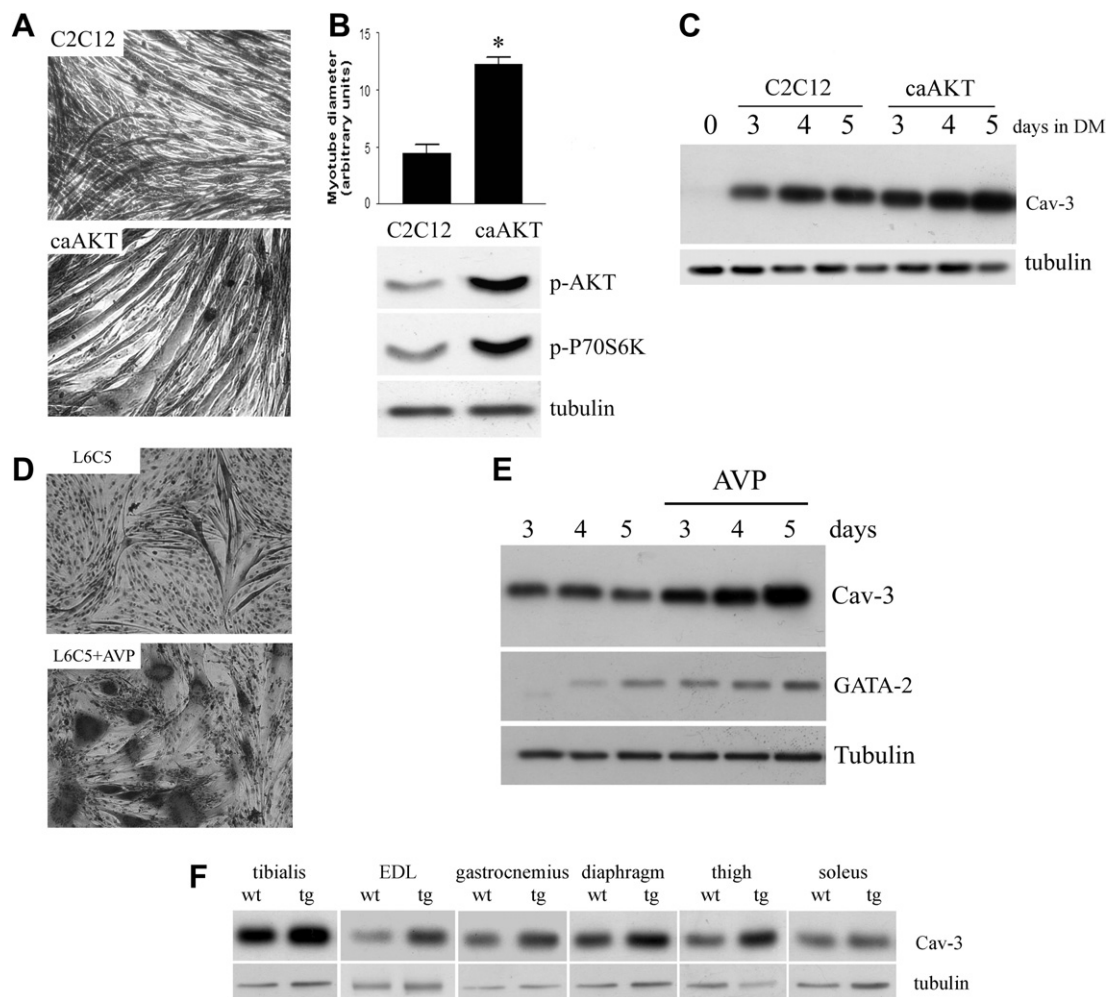 A
C2C12
caAKT
B
Myotube diameter
(arbitrary units)
15
10
5
0
*
C2C12 caAKT
p-AKT
p-P70S6K
tubulin
C
C2C12 caAKT
0 3 4 5 3 4 5 days in DM
Cav-3
tubulin
D
L6C5
L6C5+AVP
E
AVP
3 4 5 3 4 5 days
Cav-3
GATA-2
Tubulin
F
tibialis EDL gastrocnemius diaphragm thigh soleus
wt tg wt tg wt tg wt tg wt tg wt tg
Cav-3
tubulin